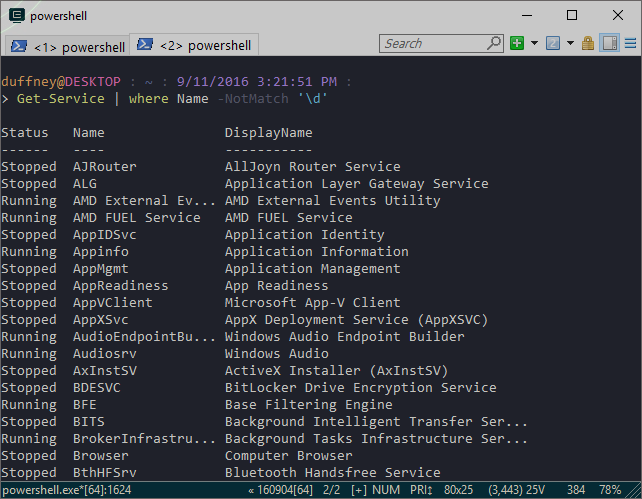 powershell
<1> powershell
<2> powershell
Search
duffney@DESKTOP : ~ : 9/11/2016 3:21:51 PM :
> Get-Service | where Name -NotMatch '\d'
Status Name DisplayName
------ ---- -----------
Stopped AJRouter AllJoyn Router Service
Stopped ALG Application Layer Gateway Service
Running AMD External Ev... AMD External Events Utility
Running AMD FUEL Service AMD FUEL Service
Stopped AppIDSvc Application Identity
Running Appinfo Application Information
Stopped AppMgmt Application Management
Stopped AppReadiness App Readiness
Stopped AppVClient Microsoft App-V Client
Stopped AppXSvc AppX Deployment Service (AppXSVC)
Running AudioEndpointBu... Windows Audio Endpoint Builder
Running Audiosrv Windows Audio
Stopped AxInstSV ActiveX Installer (AxInstSV)
Stopped BDESVC BitLocker Drive Encryption Service
Running BFE Base Filtering Engine
Stopped BITS Background Intelligent Transfer Ser...
Running BrokerInfrastru... Background Tasks Infrastructure Ser...
Stopped Browser Computer Browser
Stopped BthHFSrv Bluetooth Handsfree Service
powershell.exe*[64]:1624 « 160904[64] 2/2 [+] NUM PRI↕ 80x25 (3,443) 25V 384 78%